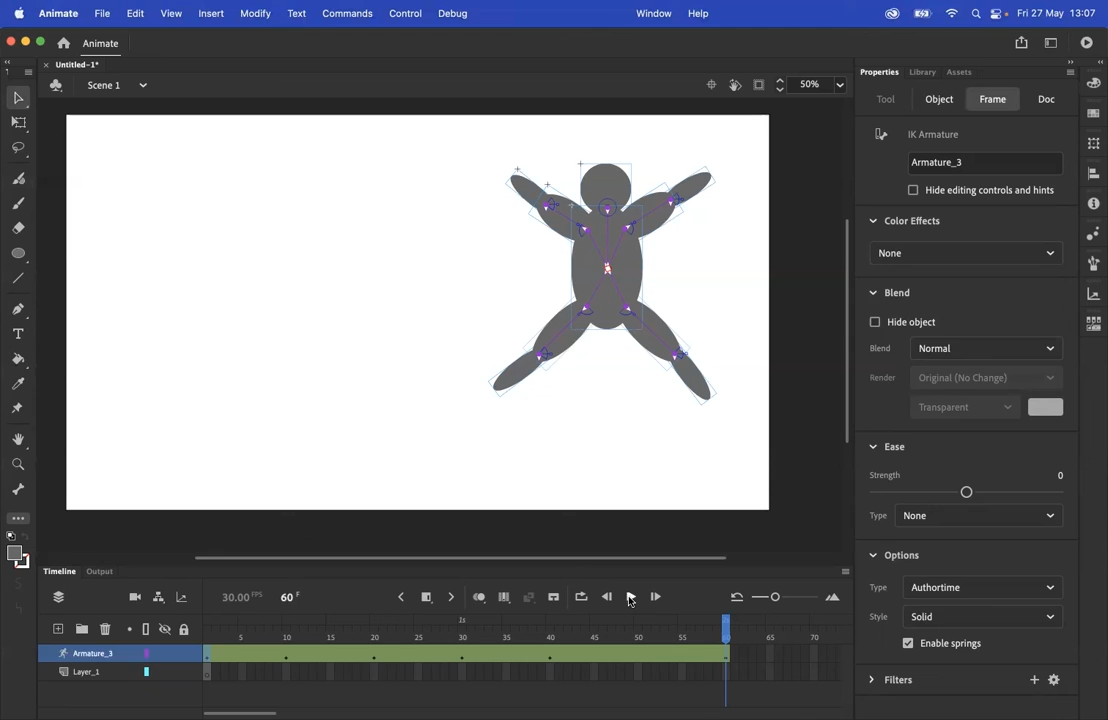 Animate File Edit View Insert Modify Text Commands Control Debug Window Help Fri 27 May 13:07
Animate
Untitled-1*
Scene 1
50%
Properties Library Assets
Tool Object Frame Doc
IK Armature
Armature_3
Hide editing controls and hints
Color Effects
None
Blend
Hide object
Blend Normal
Render Original (No Change)
Transparent
Ease
Strength 0
Type None
Options
Type Authortime
Style Solid
Enable springs
Filters
Timeline Output
30.00 FPS 60 F
1s
5 10 15 20 25 30 35 40 45 50 55 65 70
Armature_3
Layer_1